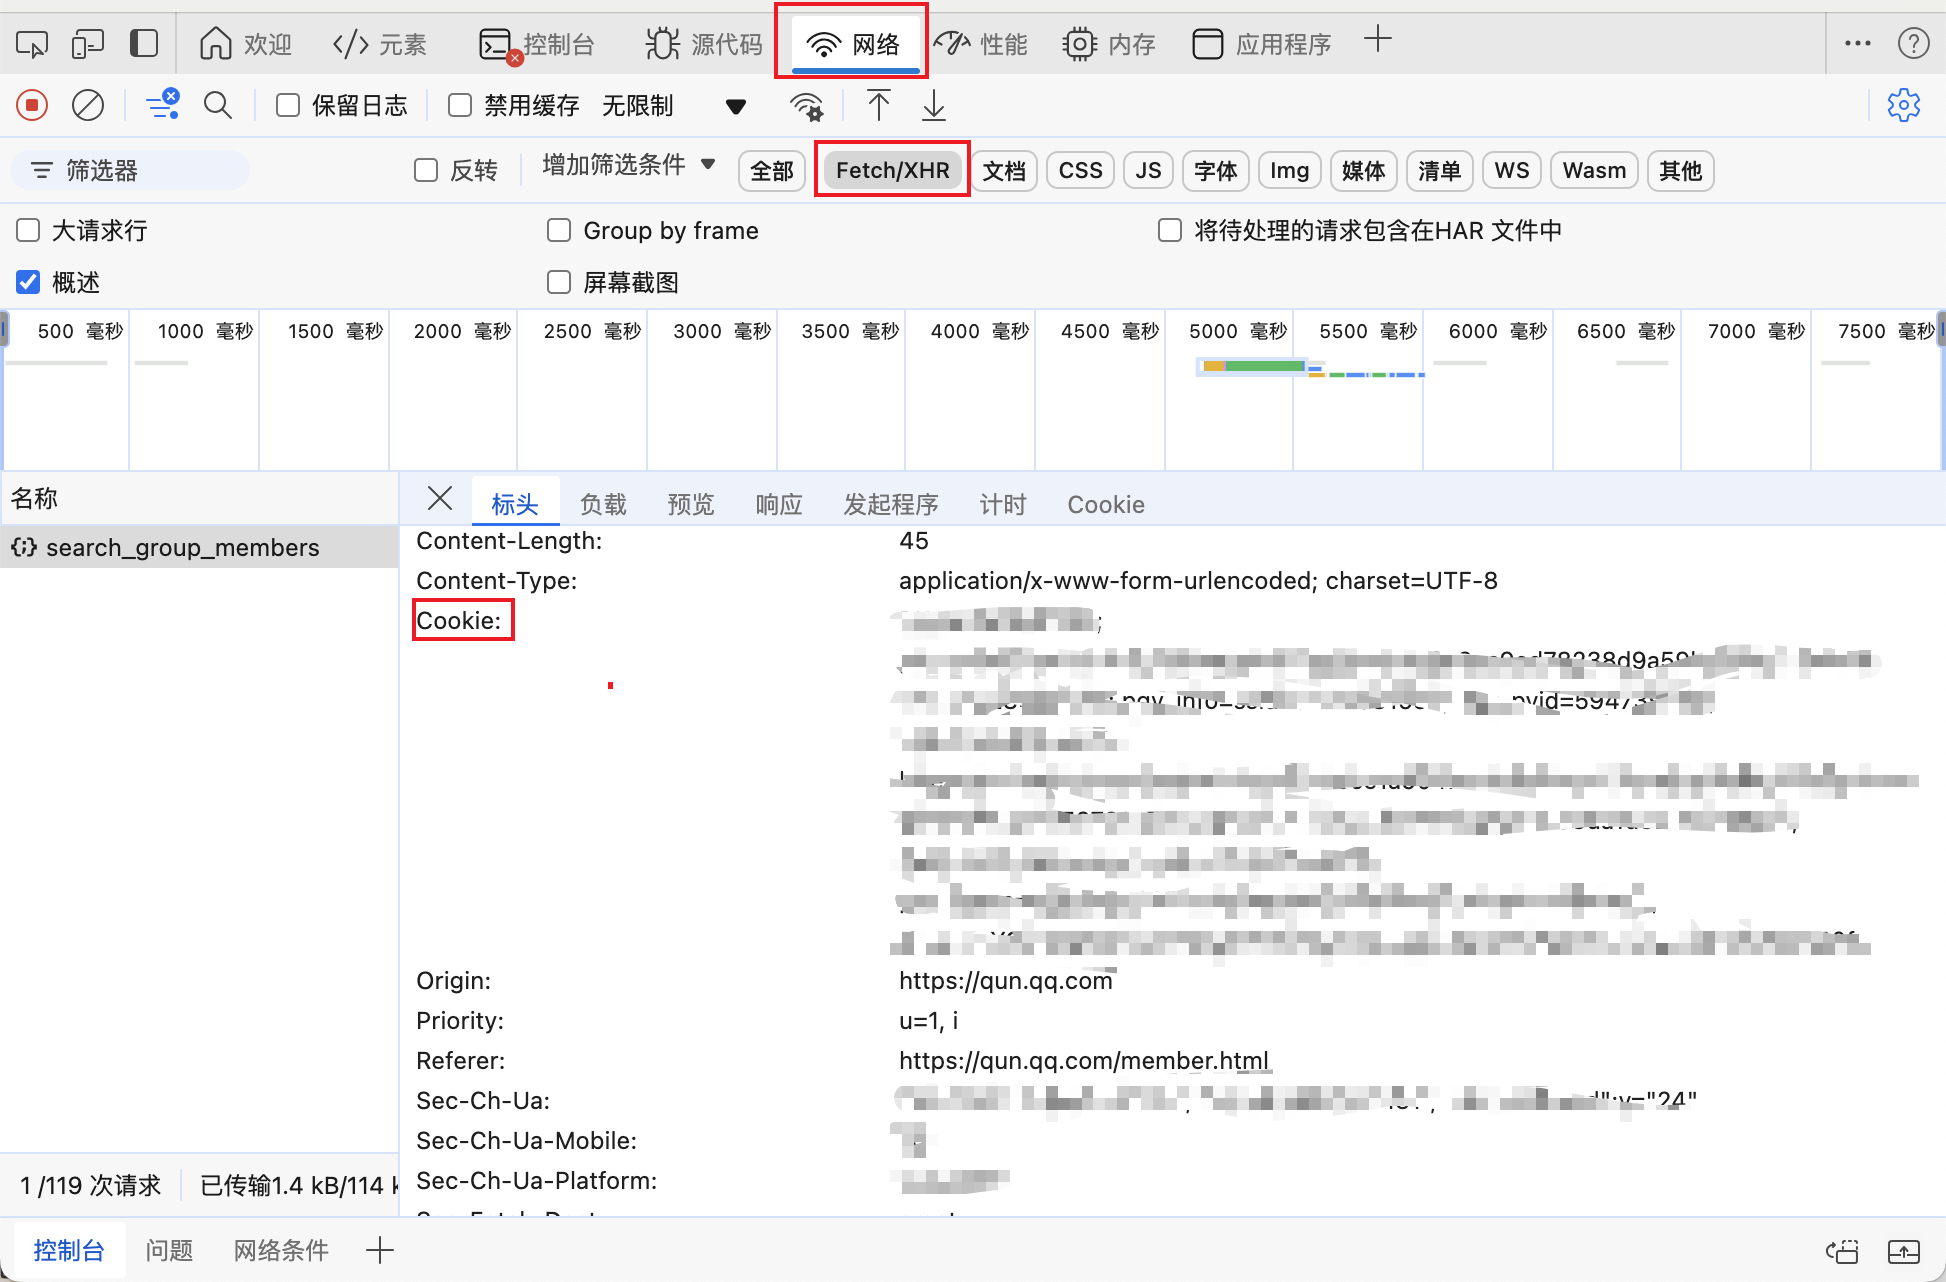 欢迎 元素 控制台 源代码 网络 性能 内存 应用程序
保留日志 禁用缓存 无限制
筛选器 反转 增加筛选条件 全部 Fetch/XHR 文档 CSS JS 字体 Img 媒体 清单 WS Wasm 其他
大请求行 Group by frame 将待处理的请求包含在HAR 文件中
概述 屏幕截图
500 毫秒 1000 毫秒 1500 毫秒 2000 毫秒 2500 毫秒 3000 毫秒 3500 毫秒 4000 毫秒 4500 毫秒 5000 毫秒 5500 毫秒 6000 毫秒 6500 毫秒 7000 毫秒 7500 毫秒
名称 标头 负载 预览 响应 发起程序 计时 Cookie
Content-Length: 45
search_group_members
Content-Type: application/x-www-form-urlencoded; charset=UTF-8
Cookie:
Origin: https://qun.qq.com
Priority: u=1, i
Referer: https://qun.qq.com/member.html
Sec-Ch-Ua: "24"
Sec-Ch-Ua-Mobile:
Sec-Ch-Ua-Platform:
1 /119 次请求 已传输1.4 kB/114
控制台 问题 网络条件